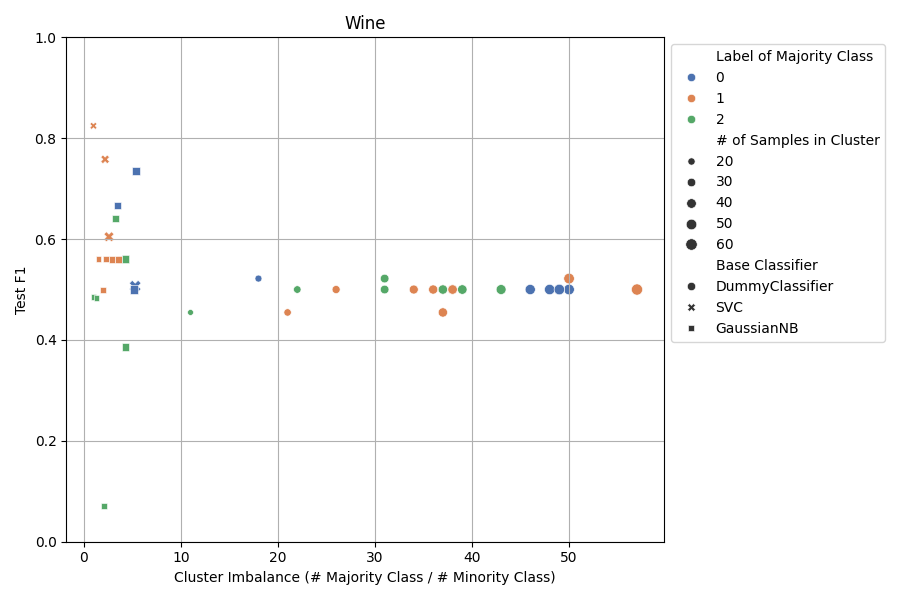 Wine
1.0
0.8
0.6
0.4
0.2
0.0
Test F1
0
10
20
30
40
50
Cluster Imbalance (# Majority Class / # Minority Class)
Label of Majority Class
0
1
2
# of Samples in Cluster
20
30
40
50
60
Base Classifier
DummyClassifier
SVC
GaussianNB